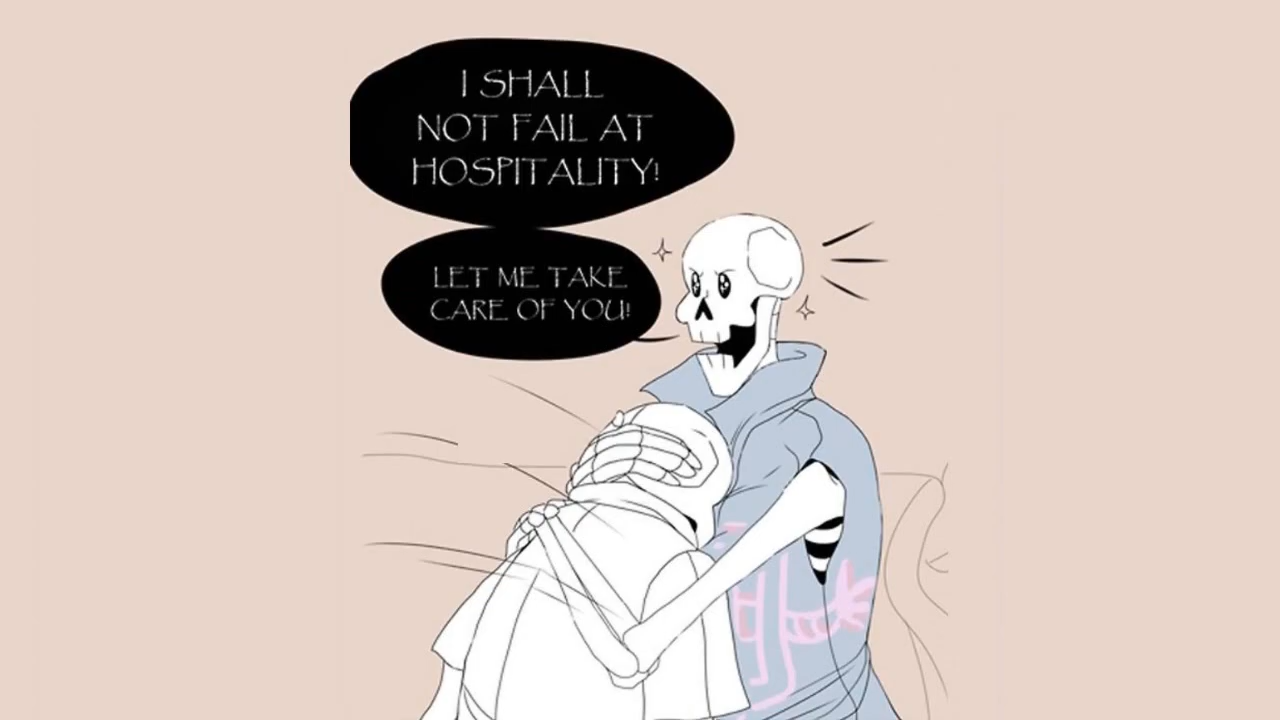 I SHALL
NOT FAIL AT
HOSPITALITY!
LET ME TAKE
CARE OF YOU!